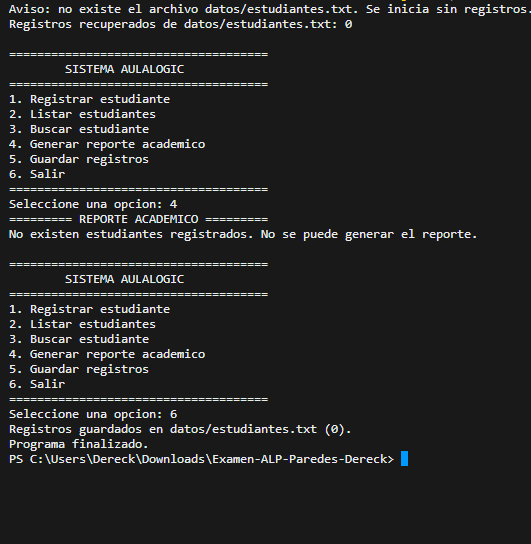 Aviso: no existe el archivo datos/estudiantes.txt. Se inicia sin registros.
Registros recuperados de datos/estudiantes.txt: 0
=====================================
SISTEMA AULALOGIC
=====================================
1. Registrar estudiante
2. Listar estudiantes
3. Buscar estudiante
4. Generar reporte academico
5. Guardar registros
6. Salir
=====================================
Seleccione una opcion: 4
========= REPORTE ACADEMICO =========
No existen estudiantes registrados. No se puede generar el reporte.
=====================================
SISTEMA AULALOGIC
=====================================
1. Registrar estudiante
2. Listar estudiantes
3. Buscar estudiante
4. Generar reporte academico
5. Guardar registros
6. Salir
=====================================
Seleccione una opcion: 6
Registros guardados en datos/estudiantes.txt (0).
Programa finalizado.
PS C:\Users\Dereck\Downloads\Examen-ALP-Paredes-Dereck>